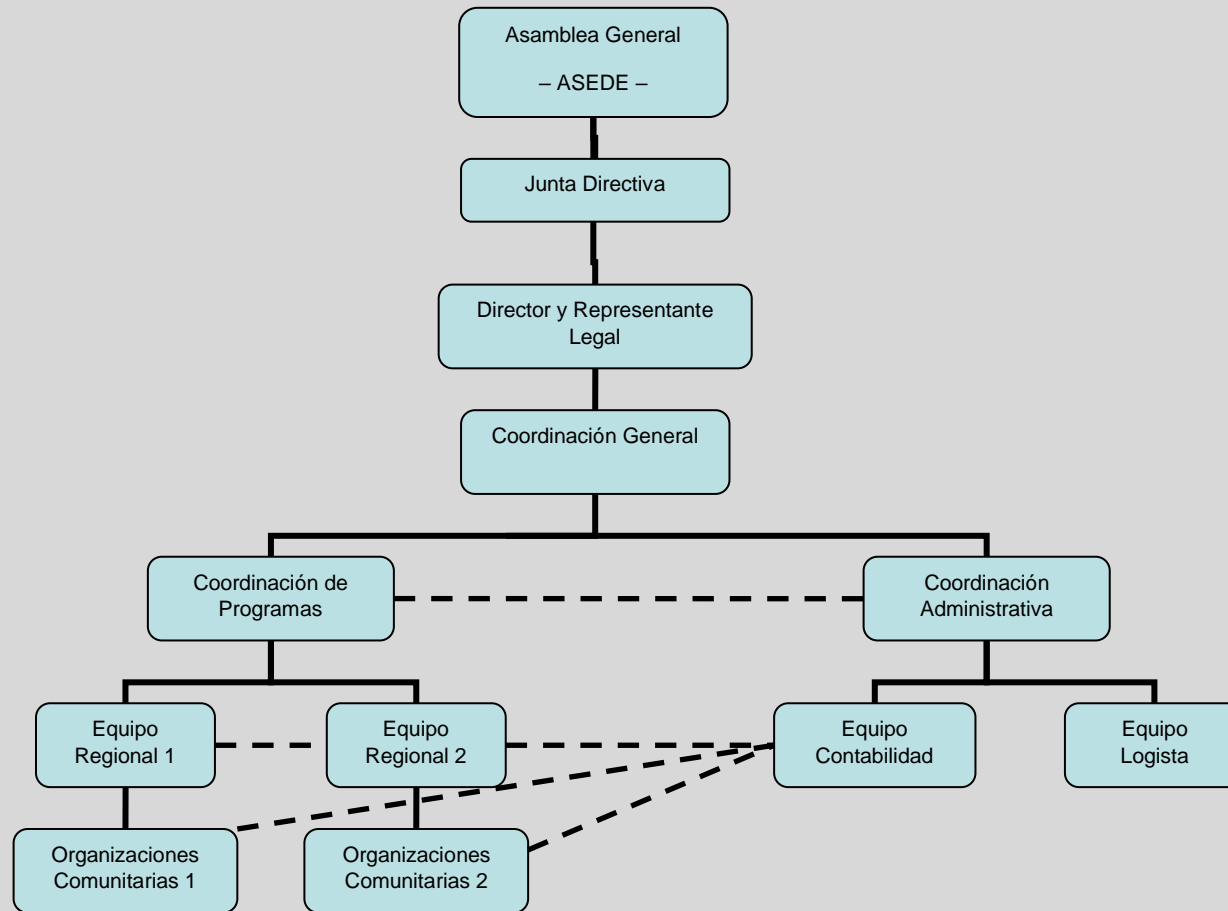 Asamblea General
– ASEDE –
Junta Directiva
Director y Representante
Legal
Coordinación General
Coordinación de
Programas
Coordinación
Administrativa
Equipo
Regional 1
Equipo
Regional 2
Equipo
Contabilidad
Equipo
Logista
Organizaciones
Comunitarias 1
Organizaciones
Comunitarias 2